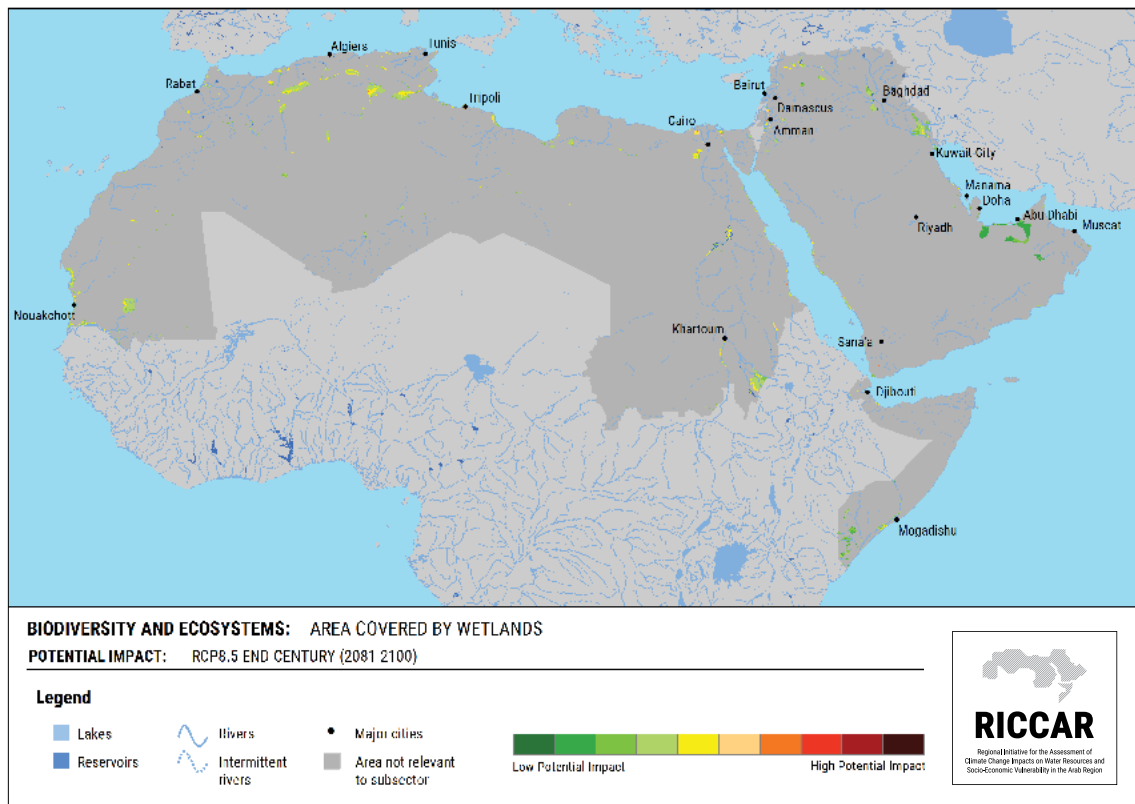 Algiers
Tunis
Rabat
Tripoli
Beirut
Damascus
Baghdad
Cairo
Amman
Kuwait City
Manama
Doha
Abu Dhabi
Muscat
Riyadh
Nouakchott
Khartoum
Sana'a
Djibouti
Mogadishu
BIODIVERSITY AND ECOSYSTEMS: AREA COVERED BY WETLANDS
POTENTIAL IMPACT: RCP8.5 END CENTURY (2081 2100)
Legend
Lakes
Rivers
Major cities
Reservoirs
Intermittent
rivers
Area not relevant
to subsector
Low Potential Impact
High Potential Impact
RICCAR
Regional Initiative for the Assessment of
Climate Change Impacts on Water Resources and
Socio-Economic Vulnerability in the Arab Region